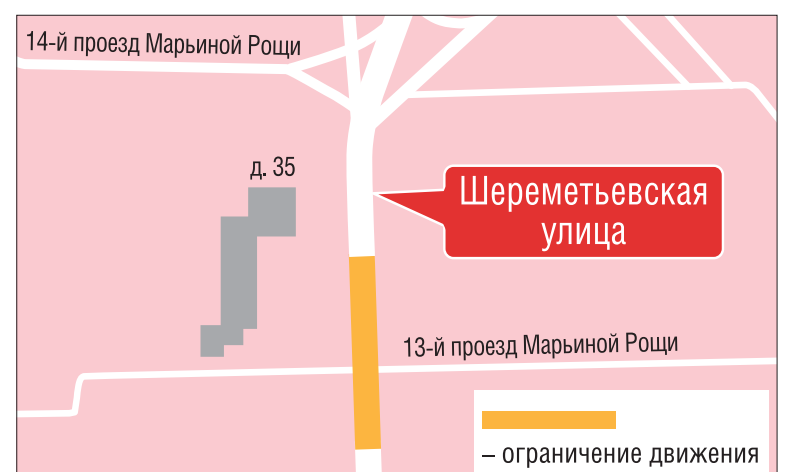 14-й проезд Марьиной Рощи
д. 35
Шереметьевская
улица
13-й проезд Марьиной Рощи
– ограничение движения